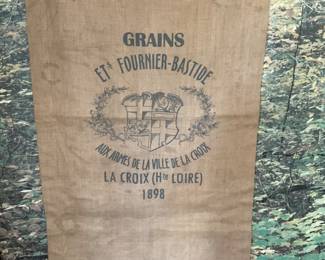 GRAINS
ETS FOURNIER-BASTIDE
AUX ARMES DE LA VILLE DE LA CROIX
LA CROIX (HTE LOIRE)
1898